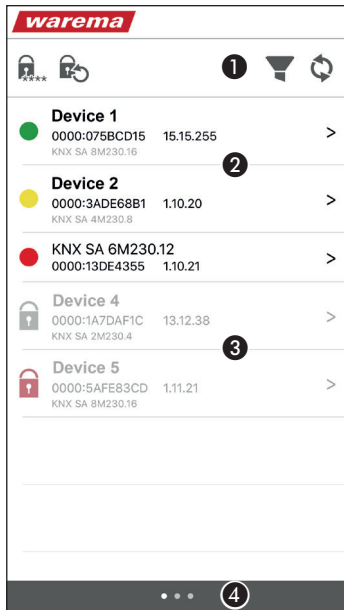 warema
****
1
Device 1
0000:075BCD15 15.15.255 >
KNX SA 8M230.16
2
Device 2
0000:3ADE68B1 1.10.20 >
KNX SA 4M230.8
KNX SA 6M230.12
0000:13DE4355 1.10.21 >
Device 4
0000:1A7DAF1C 13.12.38 >
KNX SA 2M230.4
3
Device 5
0000:5AFE83CD 1.11.21 >
KNX SA 8M230.16
4